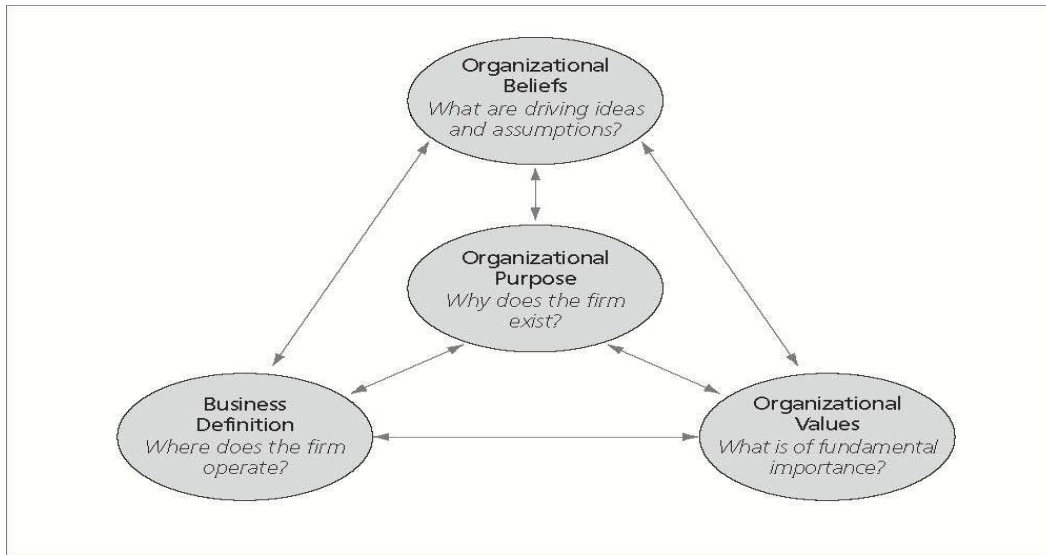 Organizational
Beliefs
What are driving ideas
and assumptions?
Organizational
Purpose
Why does the firm
exist?
Business
Definition
Where does the firm
operate?
Organizational
Values
What is of fundamental
importance?